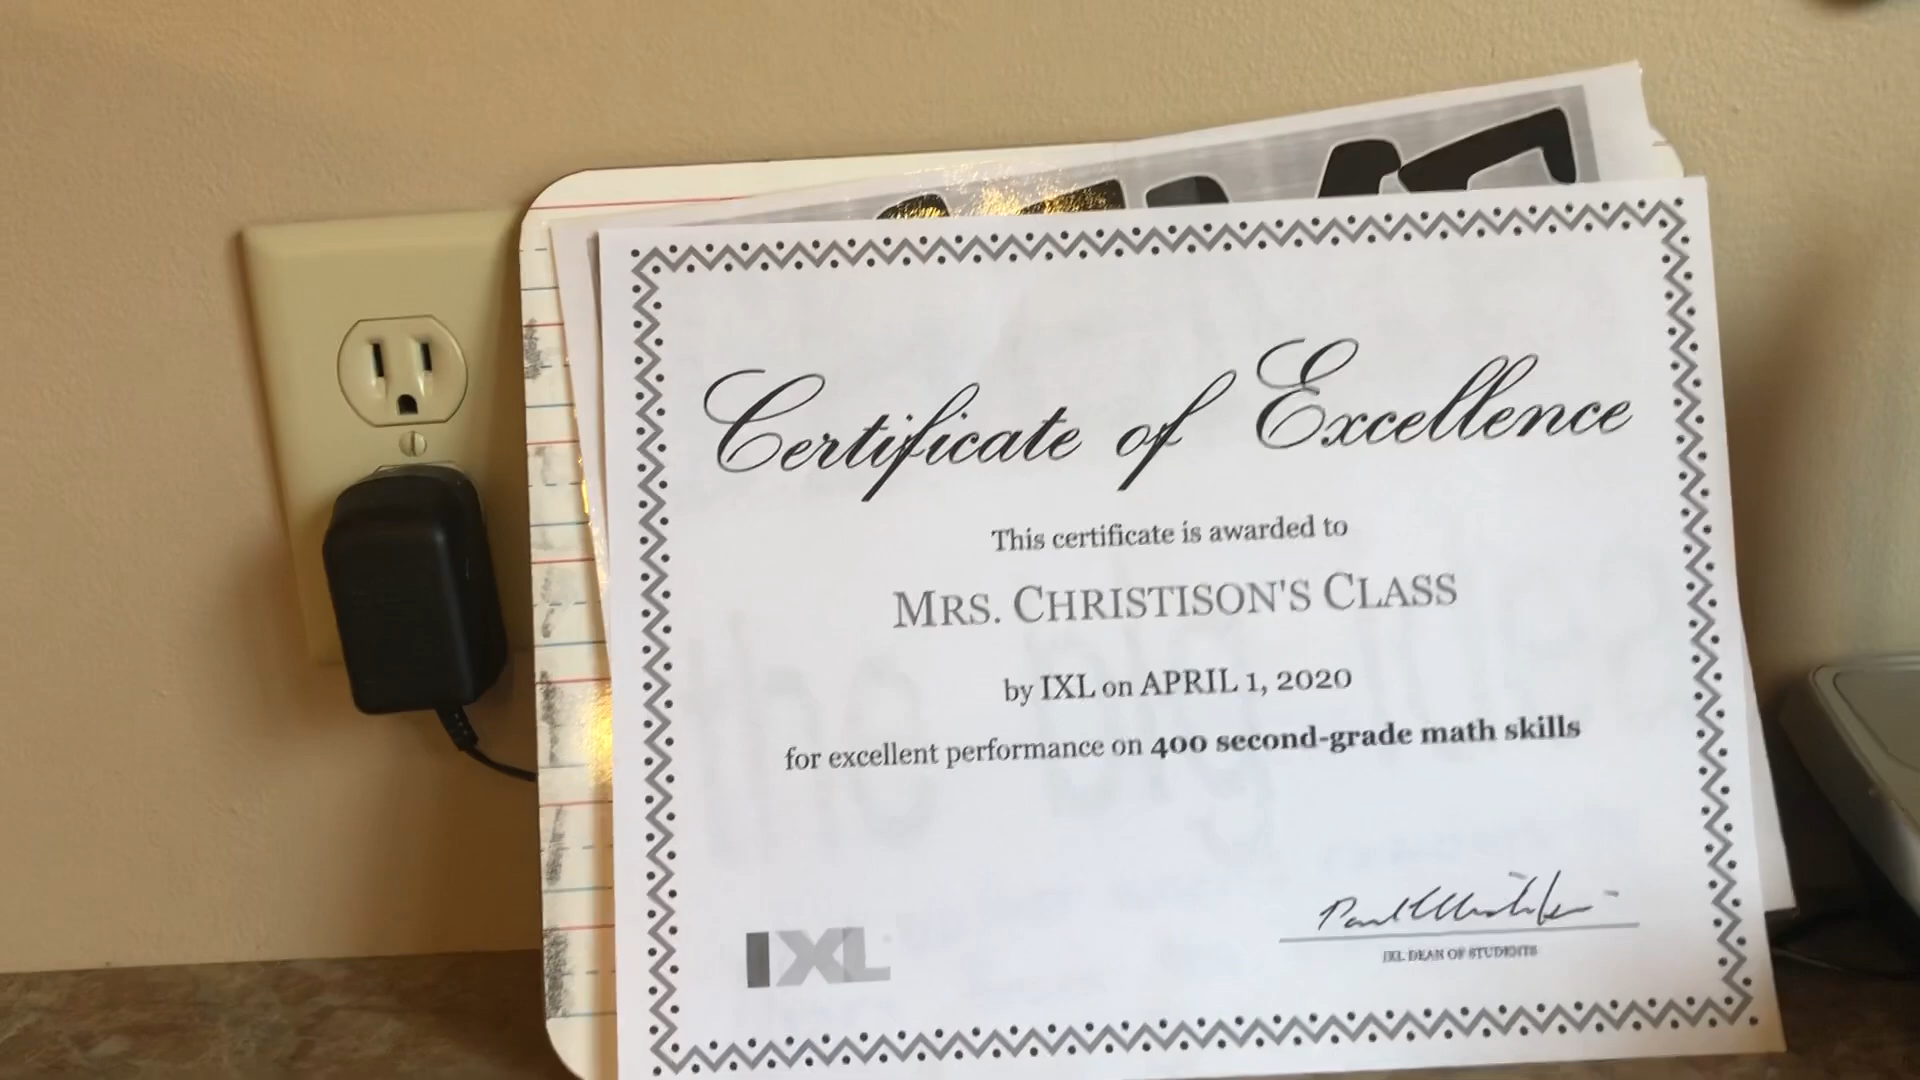 Certificate of Excellence
This certificate is awarded to
MRS. CHRISTISON'S CLASS
by IXL on APRIL 1, 2020
for excellent performance on 400 second-grade math skills
IXL
IXL DEAN OF STUDENTS